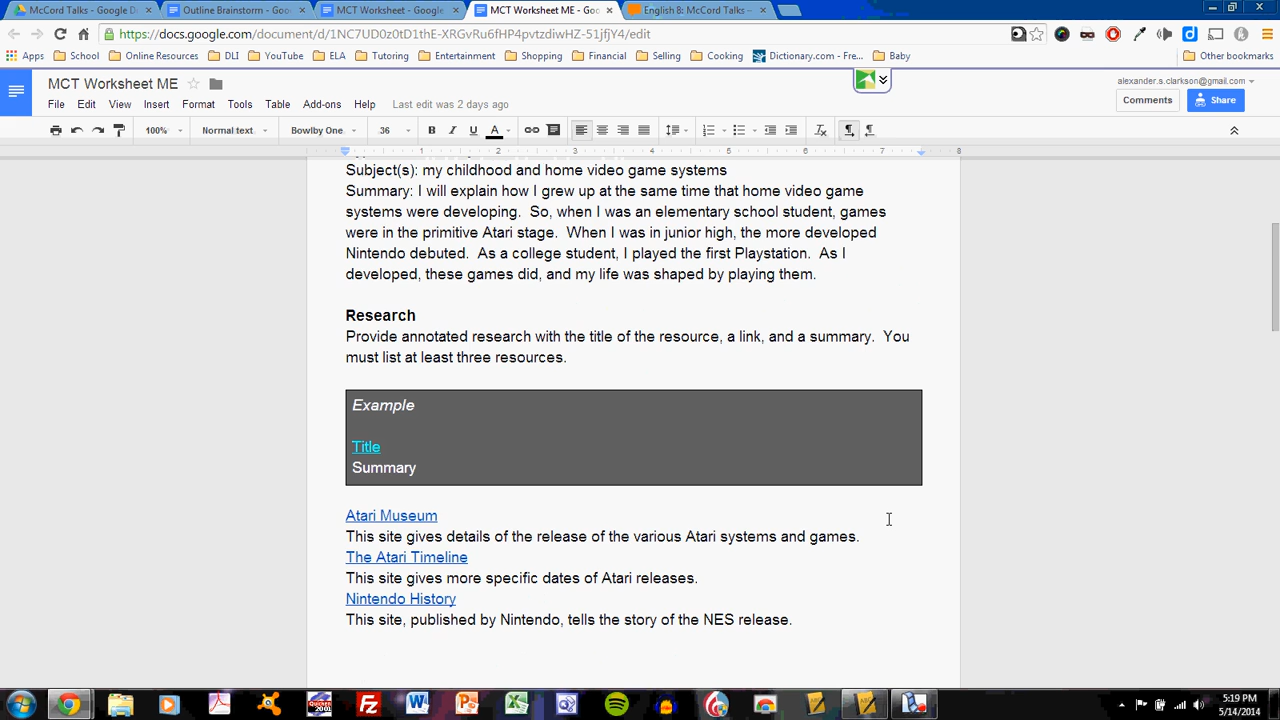 McCord Talks - Google D
Outline Brainstorm - Goo
MCT Worksheet - Google
MCT Worksheet ME - Go
English 8: McCord Talks -
https://docs.google.com/document/d/1hC7UD0z0tD1thE-XRGvRu6fHP4pvtzdiwHZ-51jfjY4/edit
Apps School DLI Online Resources YouTube ELA Tutoring Entertainment Shopping Financial Selling Cooking Dictionary.com - Fre... Baby Other bookmarks
MCT Worksheet ME
alexander.s.clarkson@gmail.com
File Edit View Insert Format Tools Table Add-ons Help Last edit was 2 days ago
Comments Share
100% Normal text Bowlby One... 36 B I U A
1 2 3 4 5 6 7 8
Subject(s): my childhood and home video game systems
Summary: I will explain how I grew up at the same time that home video game
systems were developing. So, when I was an elementary school student, games
were in the primitive Atari stage. When I was in junior high, the more developed
Nintendo debuted. As a college student, I played the first Playstation. As I
developed, these games did, and my life was shaped by playing them.
Research
Provide annotated research with the title of the resource, a link, and a summary. You
must list at least three resources.
Example
Title
Summary
Atari Museum
This site gives details of the release of the various Atari systems and games.
The Atari Timeline
This site gives more specific dates of Atari releases.
Nintendo History
This site, published by Nintendo, tells the story of the NES release.
5:19 PM
5/14/2014